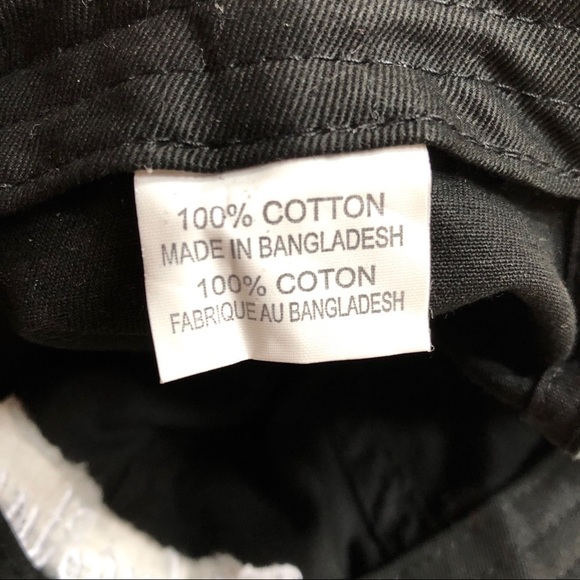 100% COTTON
MADE IN BANGLADESH
100% COTON
FABRIQUE AU BANGLADESH